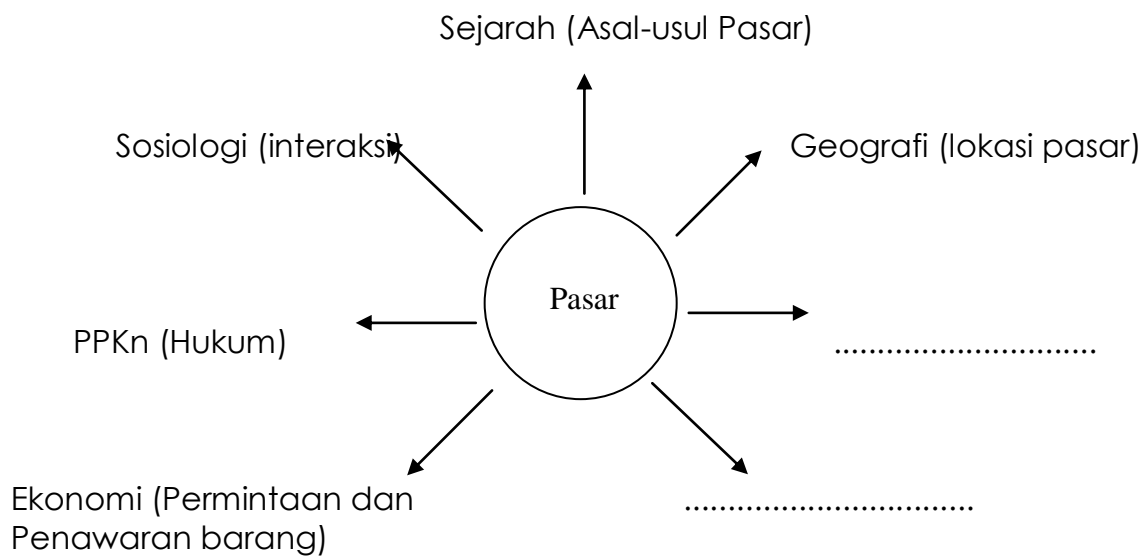 Sejarah (Asal-usul Pasar)
Sosiologi (interaksi)
Geografi (lokasi pasar)
Pasar
PPKn (Hukum)
..............................
Ekonomi (Permintaan dan
Penawaran barang)
.................................